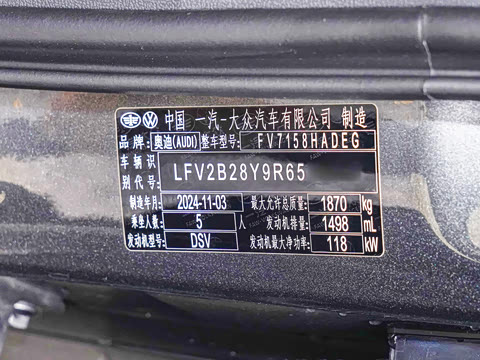 中国 一汽-大众汽车有限公司 制造
品牌 奥迪(AUDI) 整车型号 FV7158HADEG
车辆识别代号 LFV2B28Y9R65
制造年月 2024-11-03 最大允许总质量 1870 kg
乘坐人数 5 人 发动机排量 1498 mL
发动机型号 DSV 发动机最大净功率 118 kW